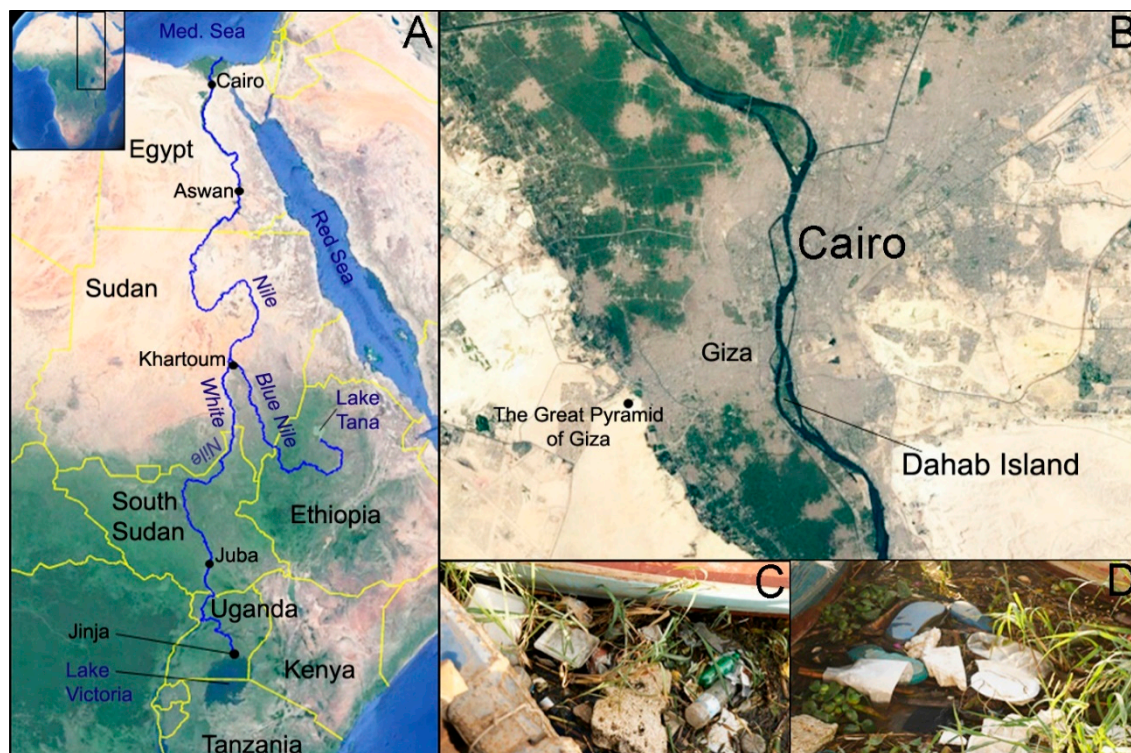 A
Med. Sea
Cairo
Egypt
Aswan
Red Sea
Sudan
Nile
Khartoum
White
Nile
Blue Nile
Lake
Tana
South
Sudan
Ethiopia
Juba
Uganda
Jinja
Kenya
Lake
Victoria
Tanzania
B
Cairo
Giza
The Great Pyramid
of Giza
Dahab Island
C
D